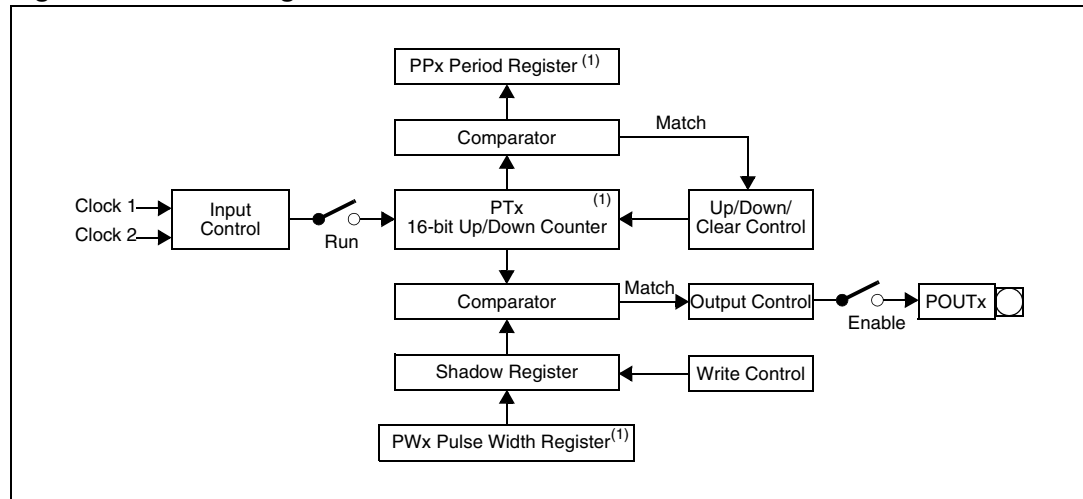 PPx Period Register (1)
Comparator
Match
Clock 1
Clock 2
Input
Control
Run
PTx (1)
16-bit Up/Down Counter
Up/Down/
Clear Control
Comparator
Match
Output Control
Enable
POUTx
Shadow Register
Write Control
PWx Pulse Width Register(1)